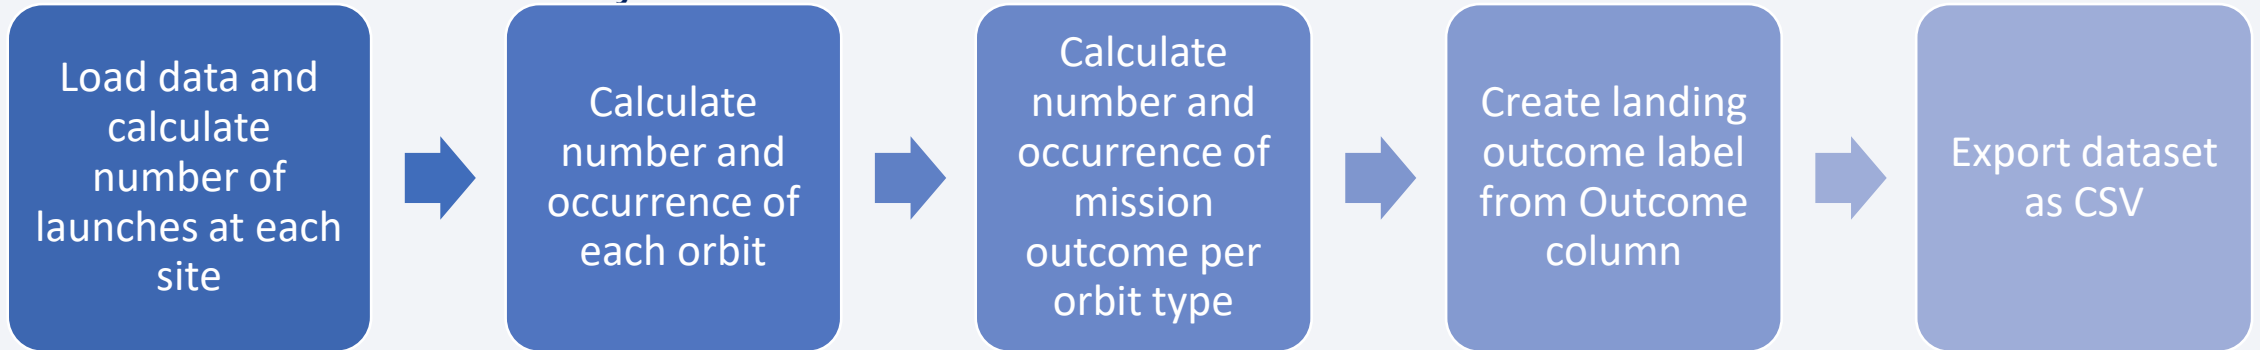 Load data and
calculate
number of
launches at each
site
Calculate
number and
occurrence of
each orbit
Calculate
number and
occurrence of
mission
outcome per
orbit type
Create landing
outcome label
from Outcome
column
Export dataset
as CSV